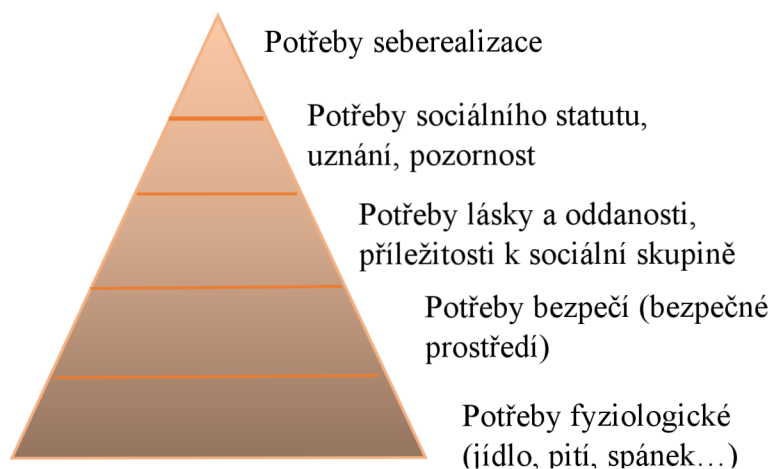 Potřeby seberealizace
Potřeby sociálního statutu,
uznání, pozornost
Potřeby lásky a oddanosti,
příležitosti k sociální skupině
Potřeby bezpečí (bezpečné
prostředí)
Potřeby fyziologické
(jídlo, pití, spánek…)